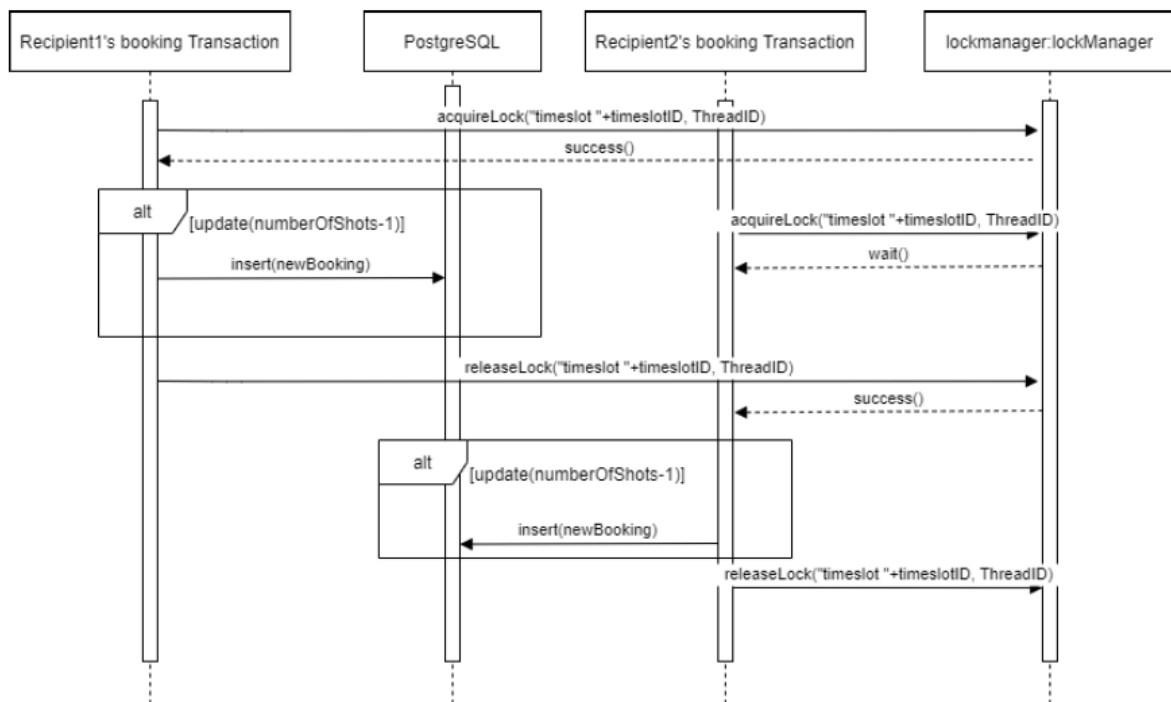 Recipient1's booking Transaction
PostgreSQL
Recipient2's booking Transaction
lockmanager:lockManager
acquireLock("timeslot "+timeslotID, ThreadID)
success()
alt
[update(numberOfShots-1)]
acquireLock("timeslot "+timeslotID, ThreadID)
wait()
insert(newBooking)
releaseLock("timeslot "+timeslotID, ThreadID)
success()
alt
[update(numberOfShots-1)]
insert(newBooking)
releaseLock("timeslot "+timeslotID, ThreadID)